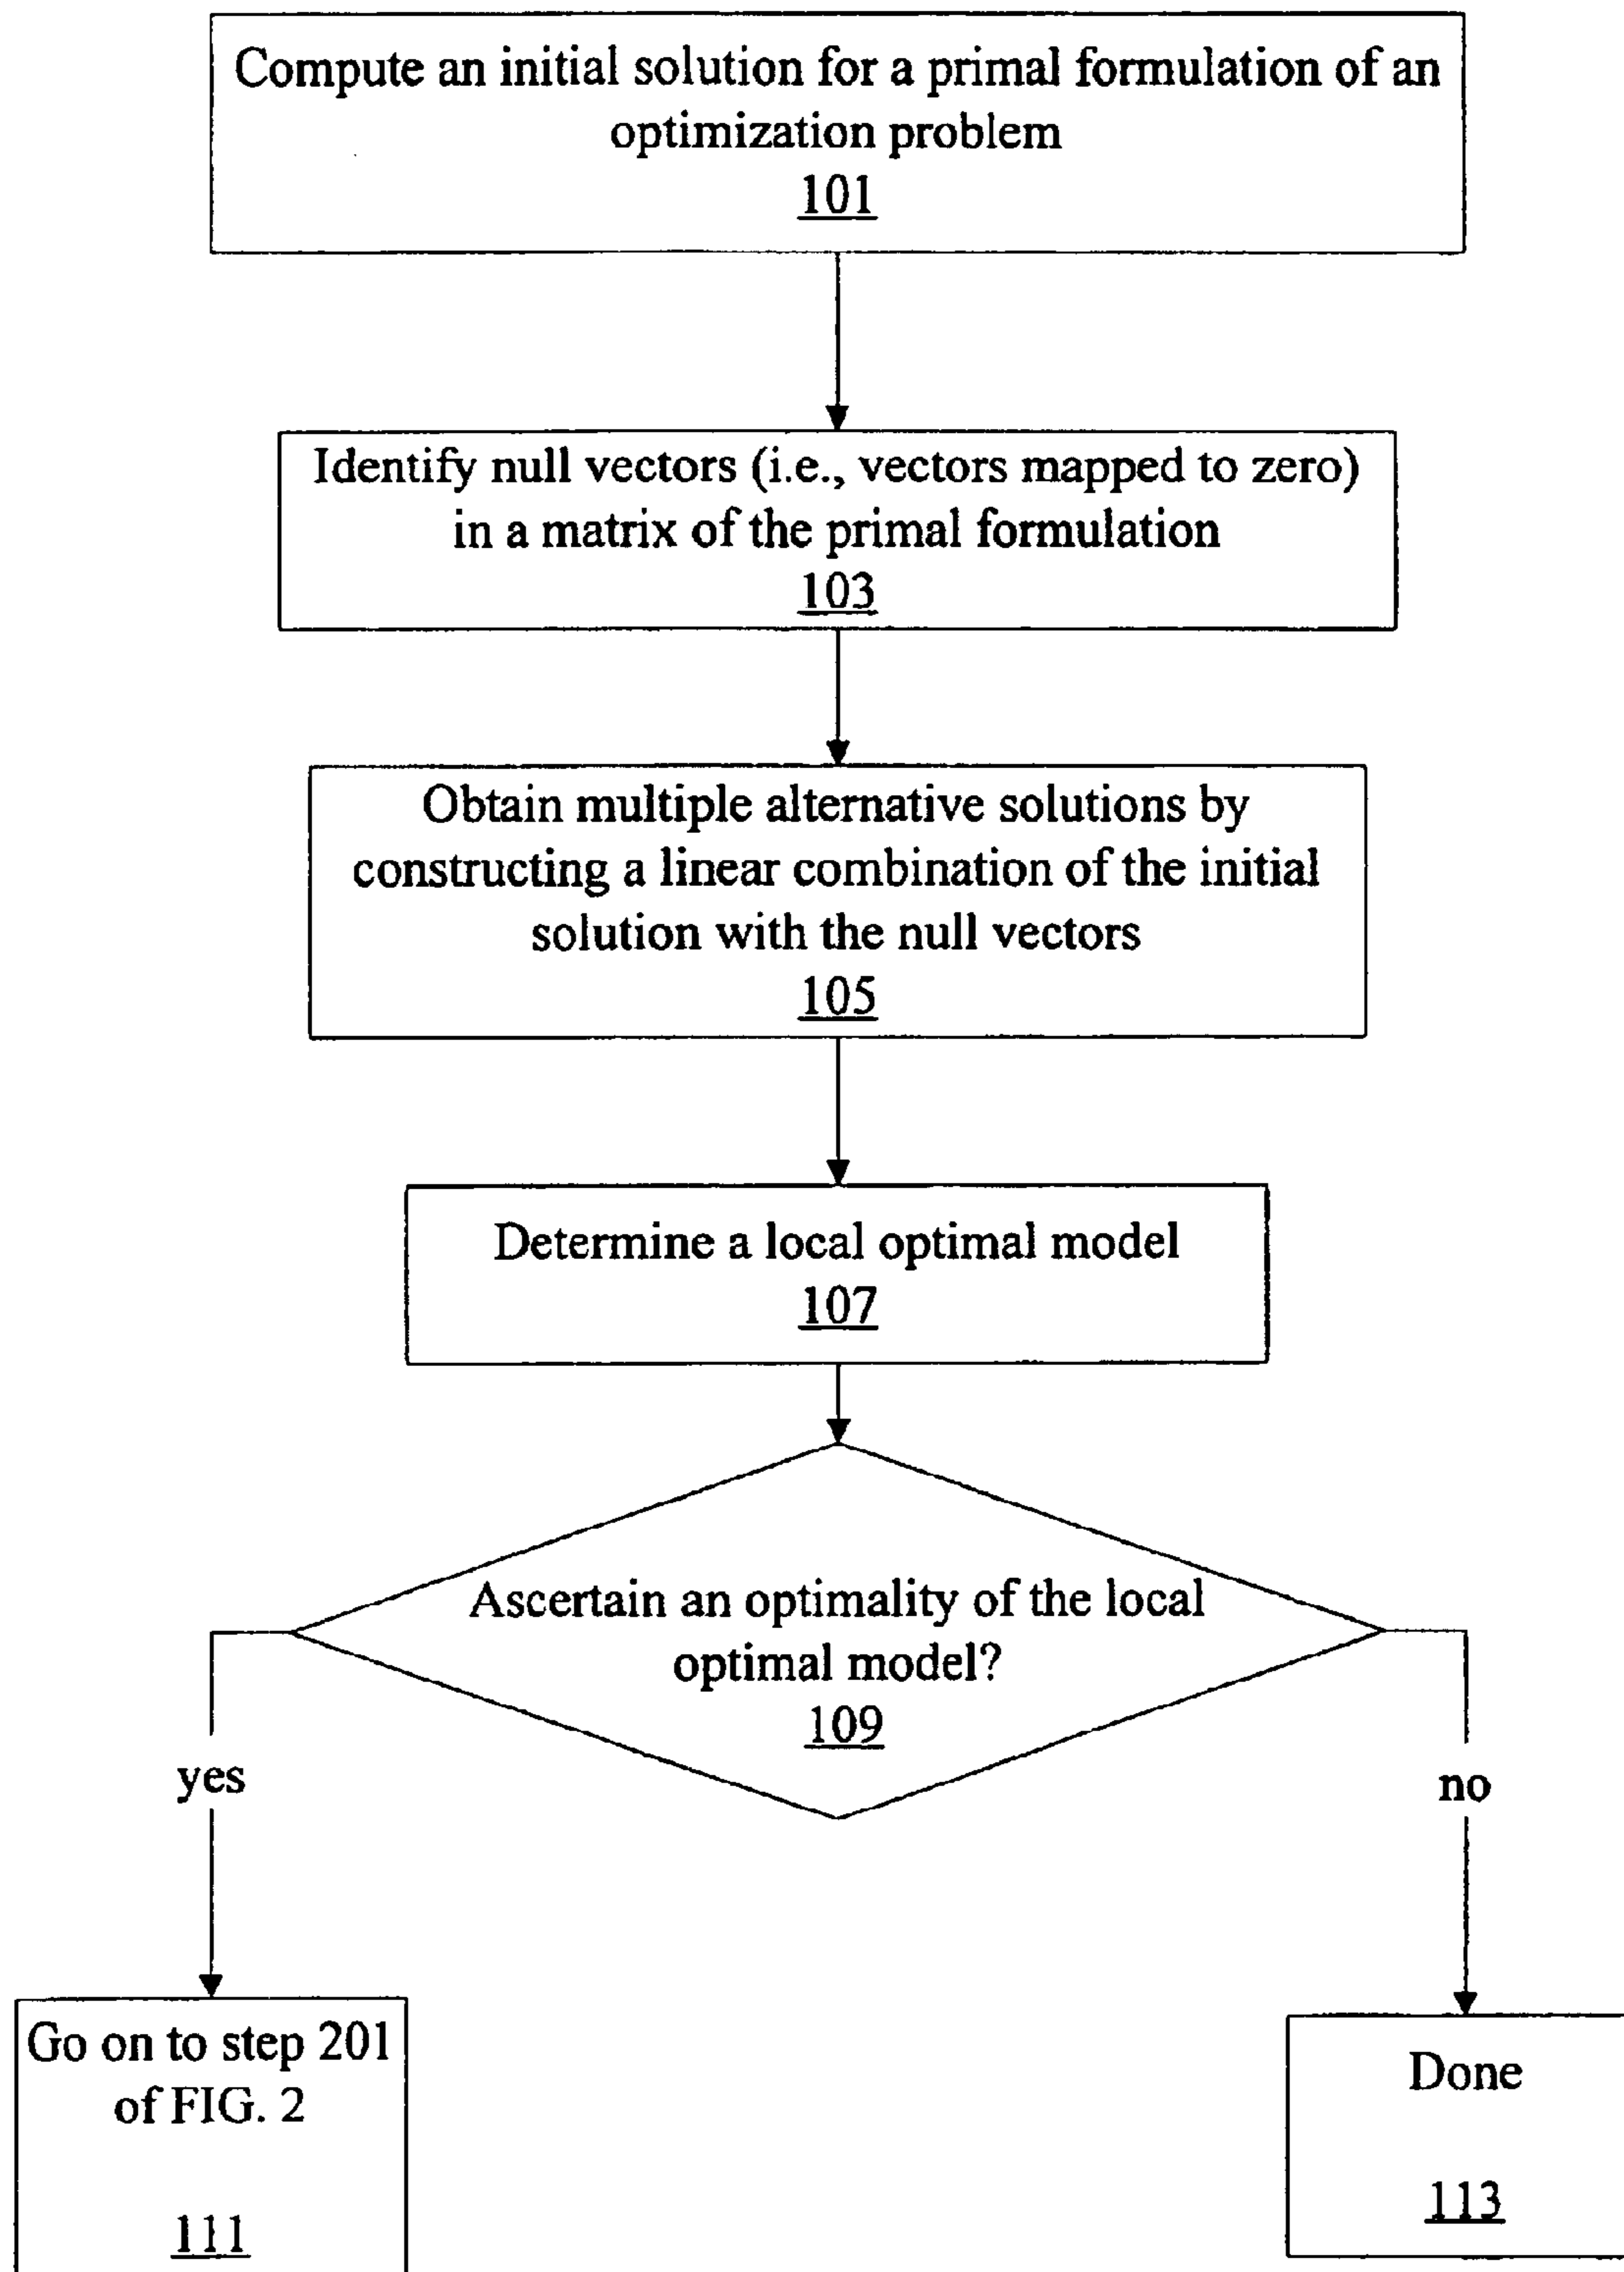 Compute an initial solution for a primal formulation of an
optimization problem
101
Identify null vectors (i.e., vectors mapped to zero)
in a matrix of the primal formulation
103
Obtain multiple alternative solutions by
constructing a linear combination of the initial
solution with the null vectors
105
Determine a local optimal model
107
Ascertain an optimality of the local
optimal model?
109
yes
no
Go on to step 201
of FIG. 2
111
Done
113